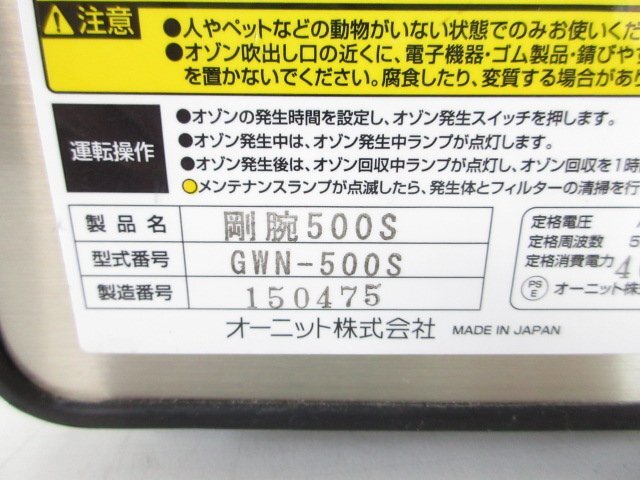 ⚠注意
●人やペットなどの動物がいない状態でのみお使いくだ
●オゾン吹出し口の近くに、電子機器・ゴム製品・錆びやす
を置かないでください。腐食したり、変質する場合があ
運転操作
●オゾンの発生時間を設定し、オゾン発生スイッチを押します。
●オゾン発生中は、オゾン発生中ランプが点灯します。
●オゾン発生後は、オゾン回収中ランプが点灯し、オゾン回収を1時
●メンテナンスランプが点滅したら、発生体とフィルターの清掃を行
製品名 剛腕500S
型式番号 GWN-500S
製造番号 150475
オーニット株式会社 MADE IN JAPAN
定格電圧
定格周波数 5
定格消費電力 4
PSE オーニット株